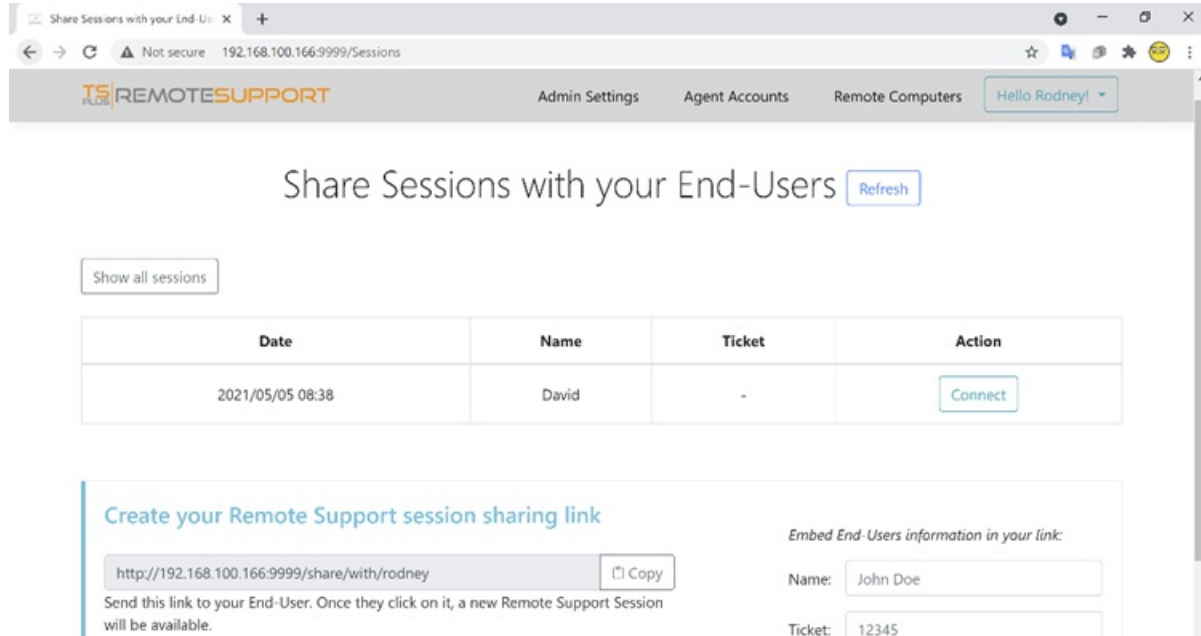 Share Sessions with your End-Us
Not secure 192.168.100.166:9999/Sessions
TS PLUS REMOTESUPPORT Admin Settings Agent Accounts Remote Computers Hello Rodney!
Share Sessions with your End-Users Refresh
Show all sessions
Date Name Ticket Action
2021/05/05 08:38 David - Connect
Create your Remote Support session sharing link
Embed End-Users information in your link:
http://192.168.100.166:9999/share/with/rodney Copy
Name: John Doe
Send this link to your End-User. Once they click on it, a new Remote Support Session
will be available.
Ticket: 12345